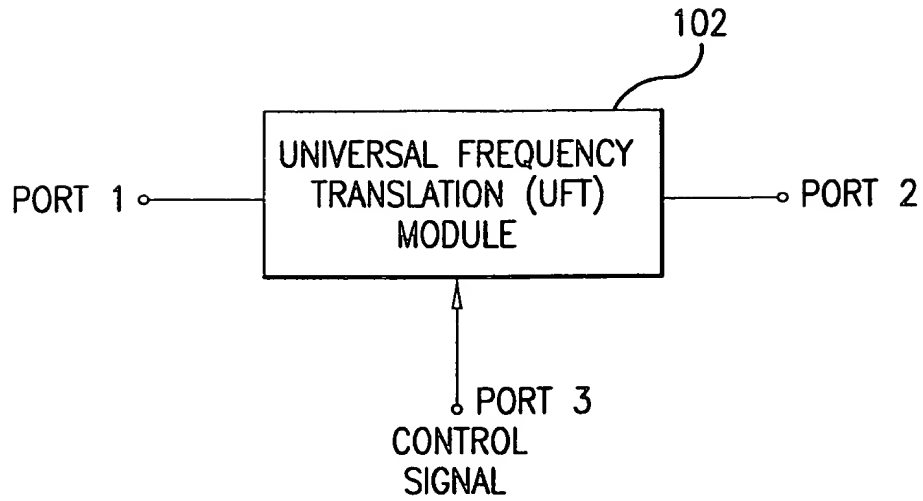 102
UNIVERSAL FREQUENCY
TRANSLATION (UFT)
MODULE
PORT 1
PORT 2
PORT 3
CONTROL
SIGNAL